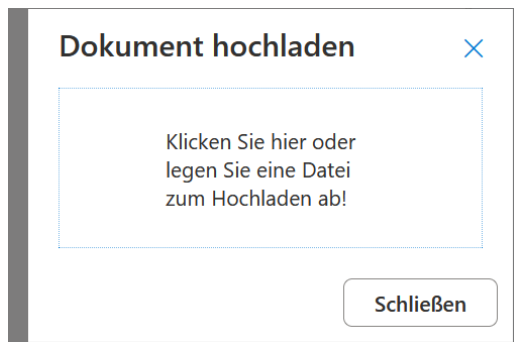 Dokument hochladen
Klicken Sie hier oder
legen Sie eine Datei
zum Hochladen ab!
Schließen